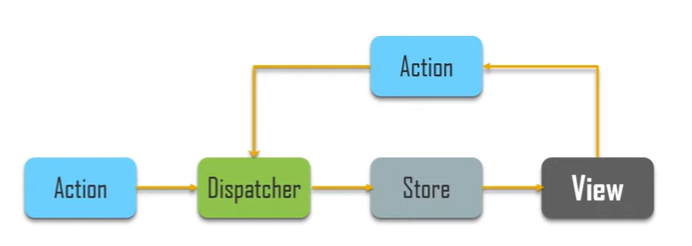 Action
Action
Dispatcher
Store
View